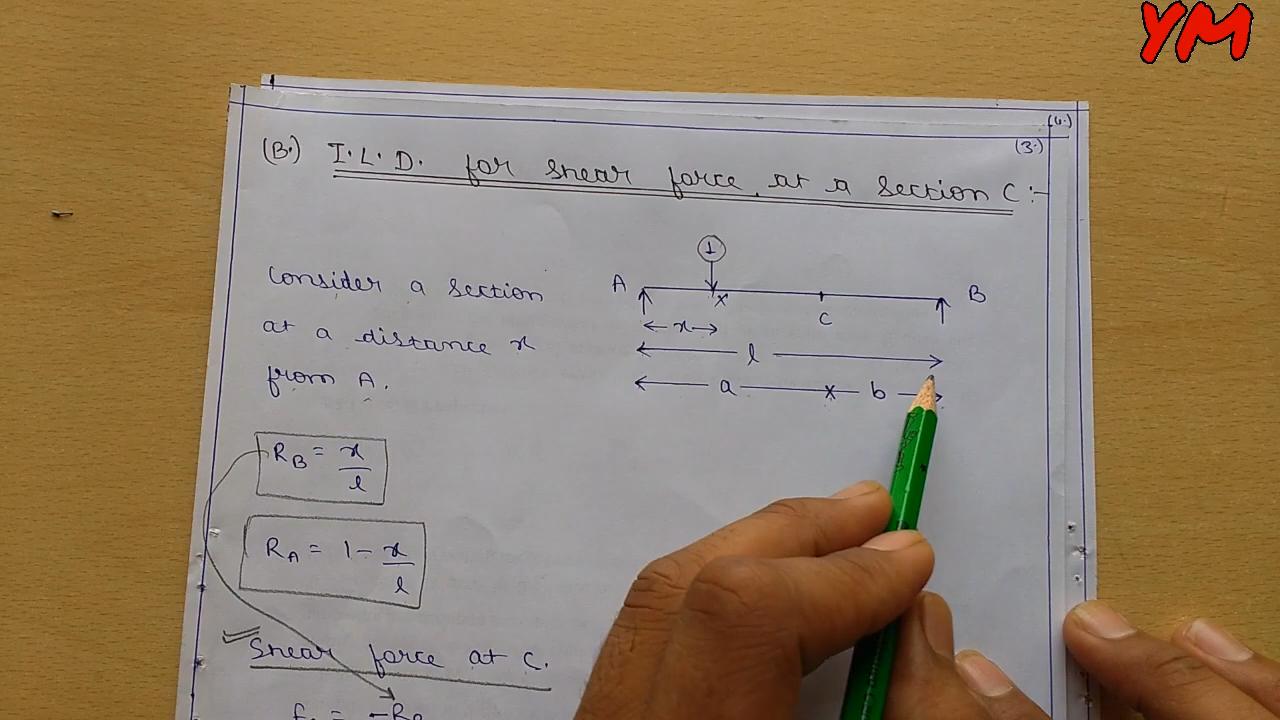 YM
(4.)
(3.)
(B.) I.L.D. for shear force at a section C:-
1
A B
x
C
x
l
a b
Consider a section
at a distance x
from A.
RB = x/l
RA = 1 - x/l
Shear force at C.